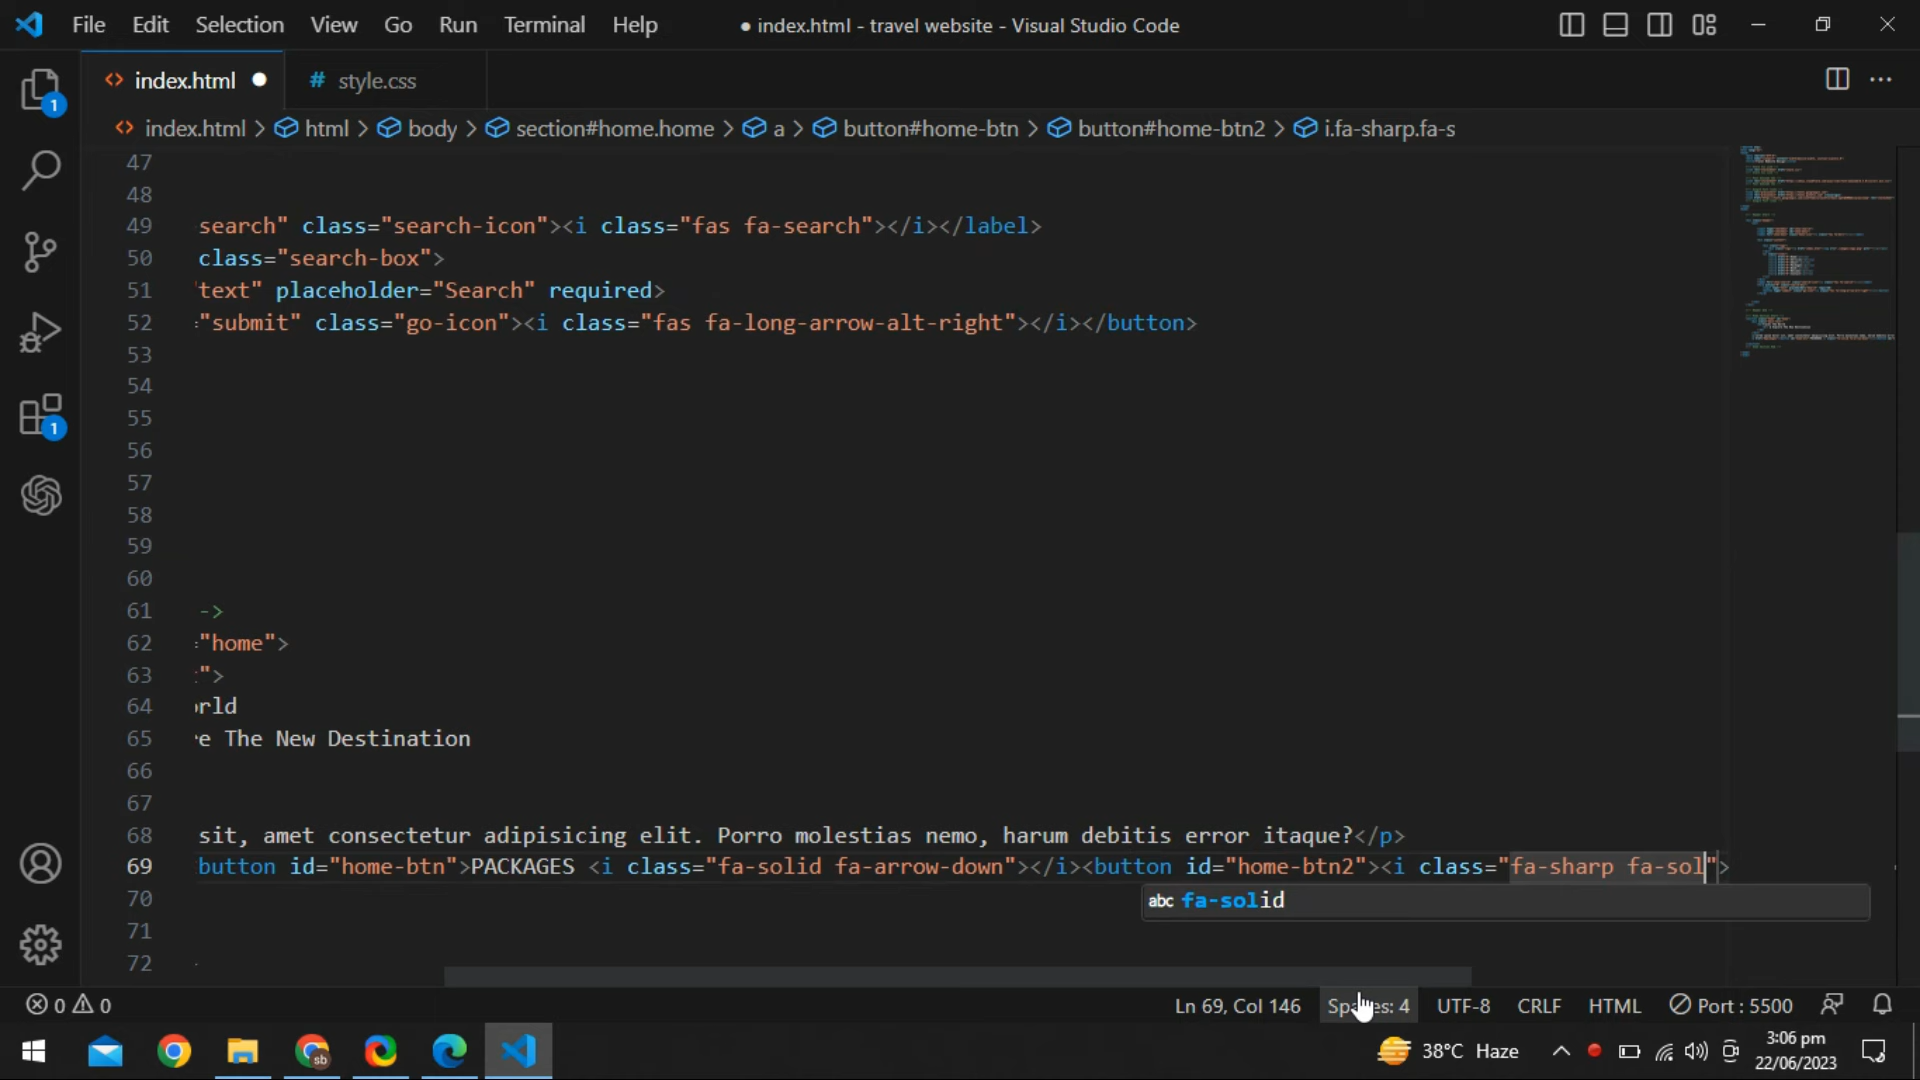 File Edit Selection View Go Run Terminal Help ● index.html - travel website - Visual Studio Code
<> index.html ● # style.css
<> index.html > html > body > section#home.home > a > button#home-btn > button#home-btn2 > i.fa-sharp.fa-s
47
48
49 search" class="search-icon"><i class="fas fa-search"></i></label>
50 class="search-box">
51 'text" placeholder="Search" required>
52 ="submit" class="go-icon"><i class="fas fa-long-arrow-alt-right"></i></button>
53
54
55
56
57
58
59
60
61 ->
62 ="home">
63 ">
64 orld
65 e The New Destination
66
67
68 sit, amet consectetur adipisicing elit. Porro molestias nemo, harum debitis error itaque?</p>
69 button id="home-btn">PACKAGES <i class="fa-solid fa-arrow-down"></i><button id="home-btn2"><i class="fa-sharp fa-sol">
abc fa-solid
70
71
72
1
1
0 0 Ln 69, Col 146 Spaces: 4 UTF-8 CRLF HTML Port : 5500
sb 38°C Haze 3:06 pm
22/06/2023